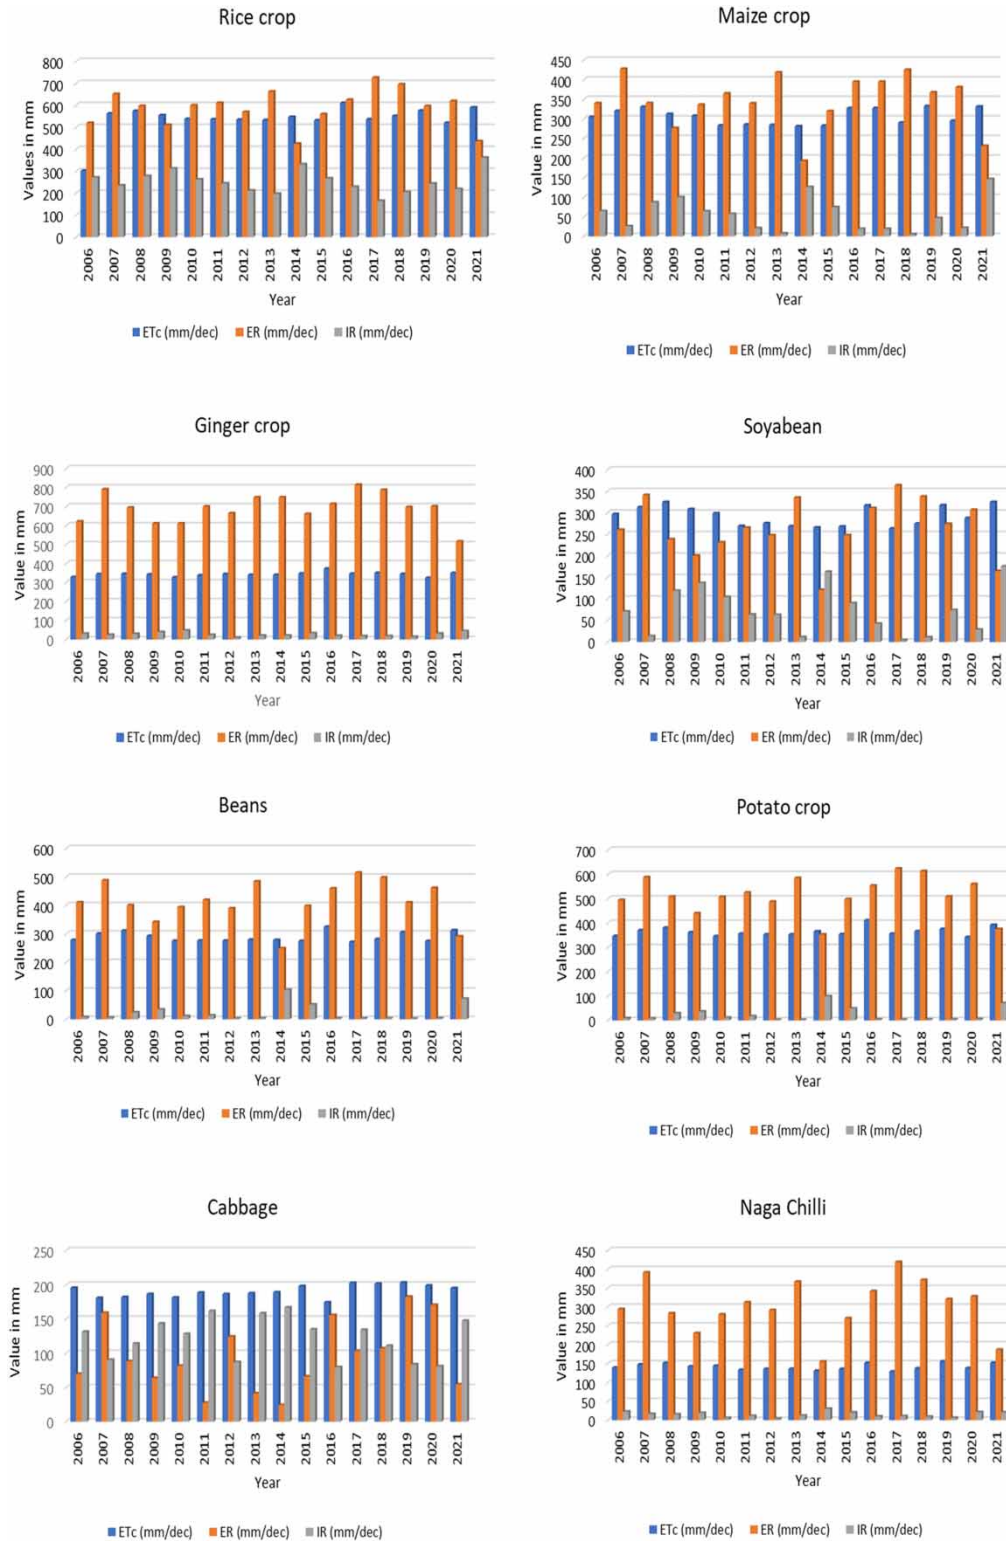 Rice crop
800
700
600
500
400
300
200
100
0
Values in mm
2006 2007 2008 2009 2010 2011 2012 2013 2014 2015 2016 2017 2018 2019 2020 2021
Year
ETc (mm/dec) ER (mm/dec) IR (mm/dec)
Maize crop
450
400
350
300
250
200
150
100
50
0
Value in mm
2006 2007 2008 2009 2010 2011 2012 2013 2014 2015 2016 2017 2018 2019 2020 2021
Year
ETc (mm/dec) ER (mm/dec) IR (mm/dec)
Ginger crop
900
800
700
600
500
400
300
200
100
0
Value in mm
2006 2007 2008 2009 2010 2011 2012 2013 2014 2015 2016 2017 2018 2019 2020 2021
Year
ETc (mm/dec) ER (mm/dec) IR (mm/dec)
Soyabean
400
350
300
250
200
150
100
50
0
Value in mm
2006 2007 2008 2009 2010 2011 2012 2013 2014 2015 2016 2017 2018 2019 2020 2021
Year
ETc (mm/dec) ER (mm/dec) IR (mm/dec)
Beans
600
500
400
300
200
100
0
Value in mm
2006 2007 2008 2009 2010 2011 2012 2013 2014 2015 2016 2017 2018 2019 2020 2021
Year
ETc (mm/dec) ER (mm/dec) IR (mm/dec)
Potato crop
700
600
500
400
300
200
100
0
Value in mm
2006 2007 2008 2009 2010 2011 2012 2013 2014 2015 2016 2017 2018 2019 2020 2021
Year
ETc (mm/dec) ER (mm/dec) IR (mm/dec)
Cabbage
250
200
150
100
50
0
Value in mm
2006 2007 2008 2009 2010 2011 2012 2013 2014 2015 2016 2017 2018 2019 2020 2021
Year
ETc (mm/dec) ER (mm/dec) IR (mm/dec)
Naga Chilli
450
400
350
300
250
200
150
100
50
0
Value in mm
2006 2007 2008 2009 2010 2011 2012 2013 2014 2015 2016 2017 2018 2019 2020 2021
Year
ETc (mm/dec) ER (mm/dec) IR (mm/dec)